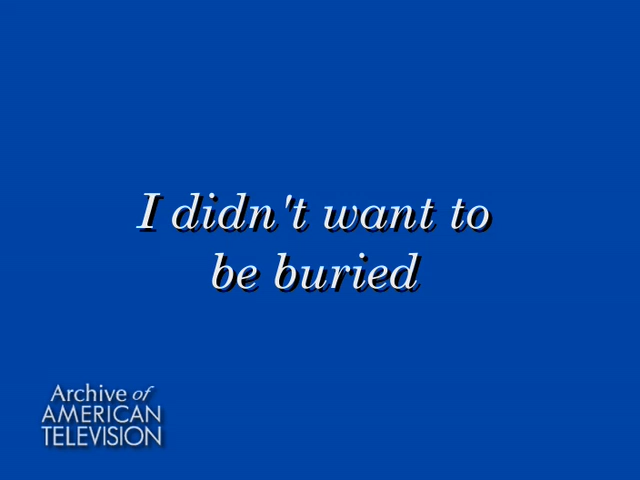 I didn't want to
be buried
Archive of
AMERICAN
TELEVISION